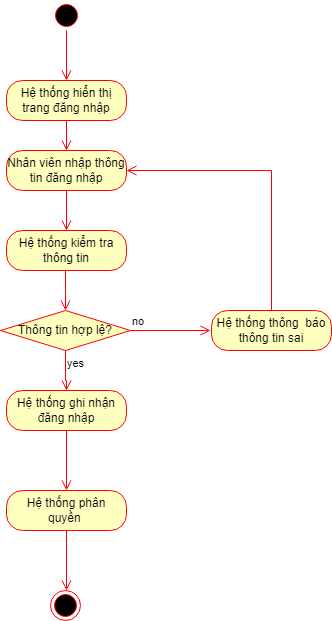 Hệ thống hiển thị
trang đăng nhập
Nhân viên nhập thông
tin đăng nhập
Hệ thống kiểm tra
thông tin
Thông tin hợp lệ?
no
Hệ thống thông báo
thông tin sai
yes
Hệ thống ghi nhận
đăng nhập
Hệ thống phân
quyền